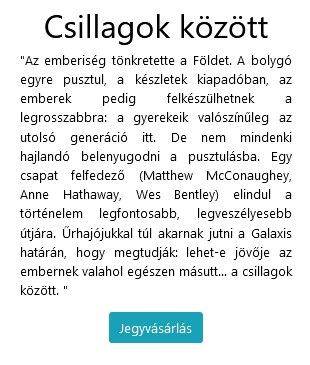 Csillagok között
"Az emberiség tönkretette a Földet. A bolygó
egyre pusztul, a készletek kiapadóban, az
emberek pedig felkészülhetnek a
legrosszabbra: a gyerekeik valószínűleg az
utolsó generáció itt. De nem mindenki
hajlandó belenyugodni a pusztulásba. Egy
csapat felfedező (Matthew McConaughey,
Anne Hathaway, Wes Bentley) elindul a
történelem legfontosabb, legveszélyesebb
útjára. Űrhajójukkal túl akarnak jutni a Galaxis
határán, hogy megtudják: lehet-e jövője az
embernek valahol egészen másutt... a csillagok
között. "
Jegyvásárlás